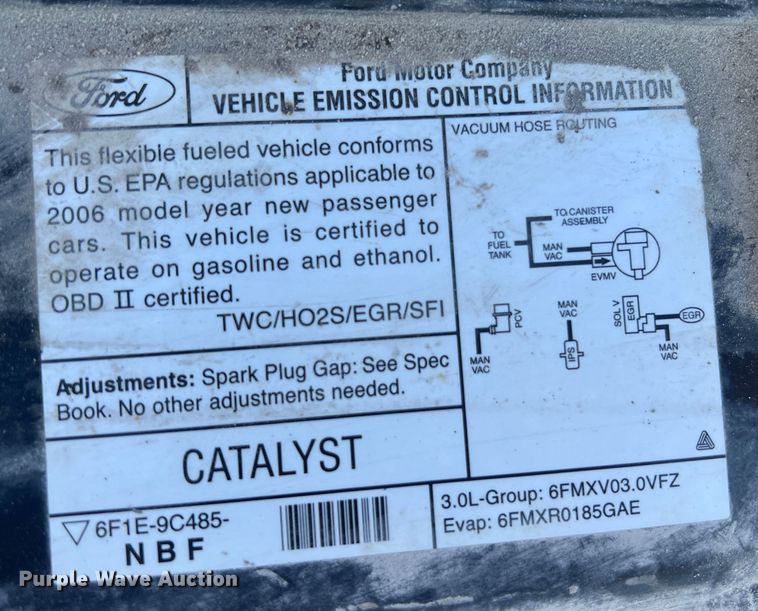 Ford
Ford Motor Company
VEHICLE EMISSION CONTROL INFORMATION
This flexible fueled vehicle conforms
to U.S. EPA regulations applicable to
2006 model year new passenger
cars. This vehicle is certified to
operate on gasoline and ethanol.
OBD II certified.
TWC/HO2S/EGR/SFI
Adjustments: Spark Plug Gap: See Spec
Book. No other adjustments needed.
CATALYST
6F1E-9C485-
NBF
VACUUM HOSE ROUTING
TO CANISTER
ASSEMBLY
TO
FUEL
TANK
MAN
VAC
EVMV
PCV
MAN
VAC
MAN
VAC
IPS
SOL V
EGR
EGR
MAN
VAC
3.0L-Group: 6FMXV03.0VFZ
Evap: 6FMXR0185GAE
Purple Wave Auction